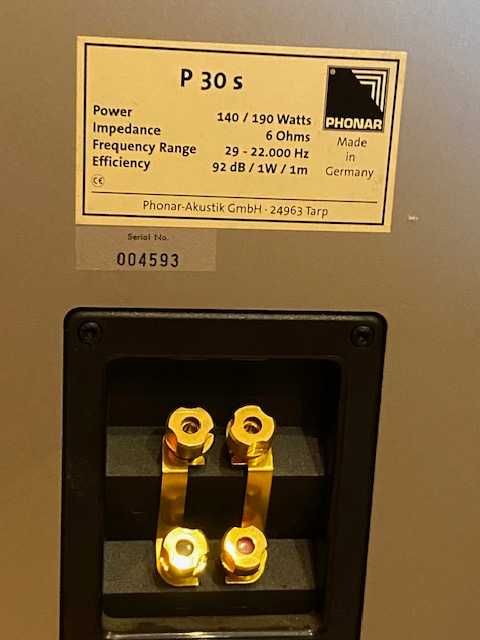 P 30 s
Power 140 / 190 Watts
Impedance 6 Ohms
Frequency Range 29 - 22.000 Hz
Efficiency 92 dB / 1W / 1m
PHONAR
Made
in
Germany
CE
Phonar-Akustik GmbH · 24963 Tarp
Serial No.
004593